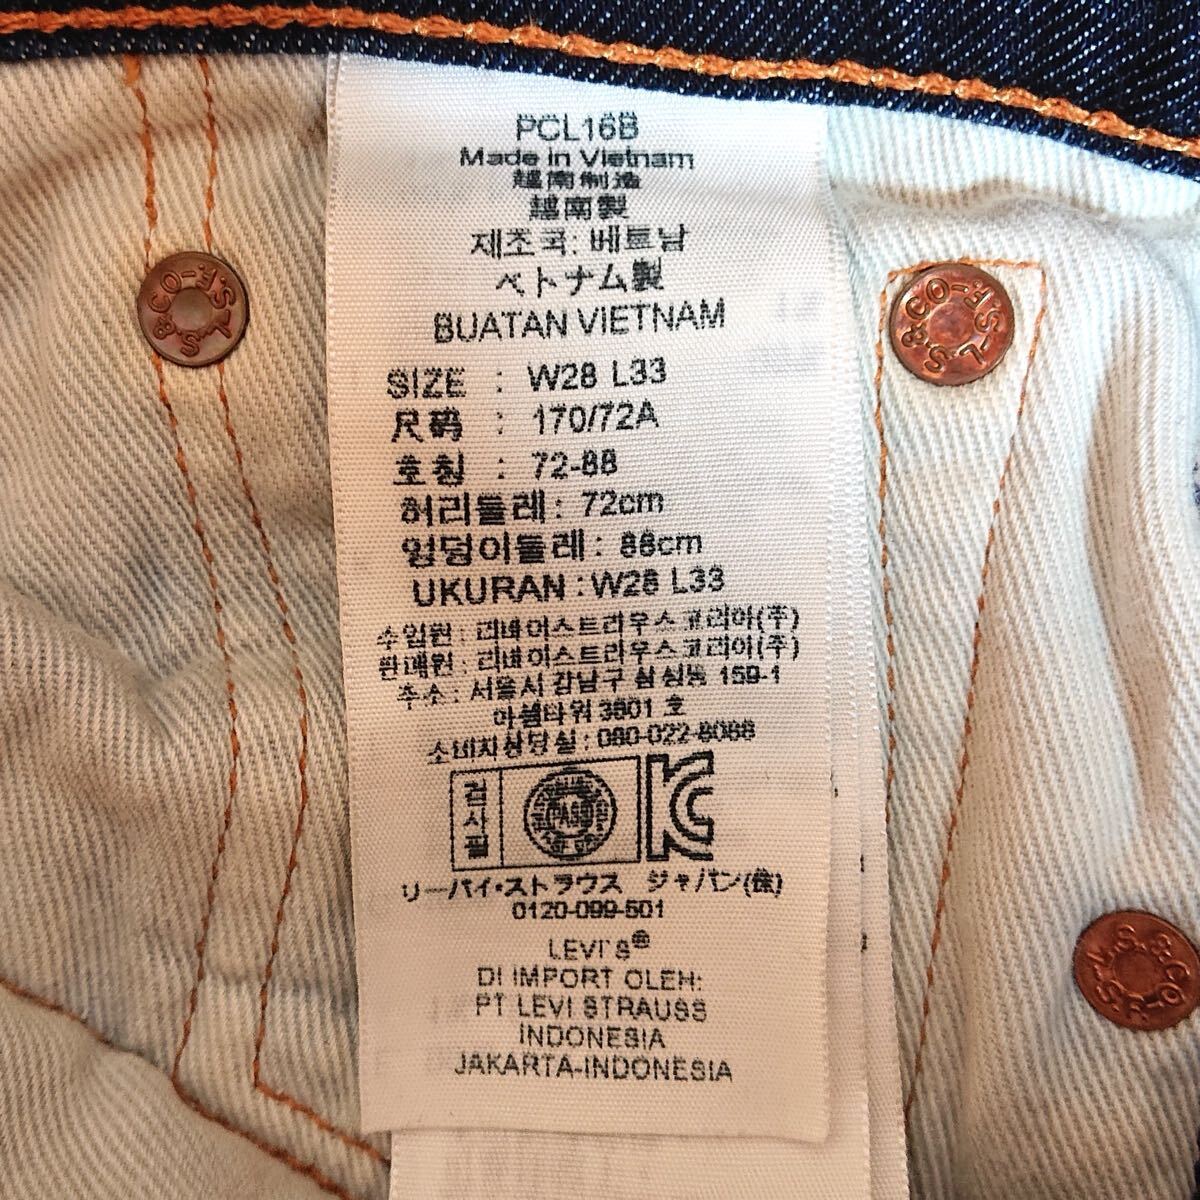 PCL16B
Made in Vietnam
越南制造
越南製
제조국: 베트남
ベトナム製
BUATAN VIETNAM
SIZE : W28 L33
尺码 : 170/72A
호칭 : 72-88
허리둘레: 72cm
엉덩이둘레: 88cm
UKURAN : W28 L33
수입원: 리바이스트라우스코리아(주)
판매원: 리바이스트라우스코리아(주)
주소: 서울시 강남구 삼성동 159-1
아셈타워 3801 호
소비자상담실: 080-022-8088
검사필
PASS
リーバイ・ストラウス ジャパン(株)
0120-099-501
LEVI'S®
DI IMPORT OLEH:
PT LEVI STRAUSS
INDONESIA
JAKARTA-INDONESIA
L.S.&CO-S.F-
L.S.&CO-S.F-